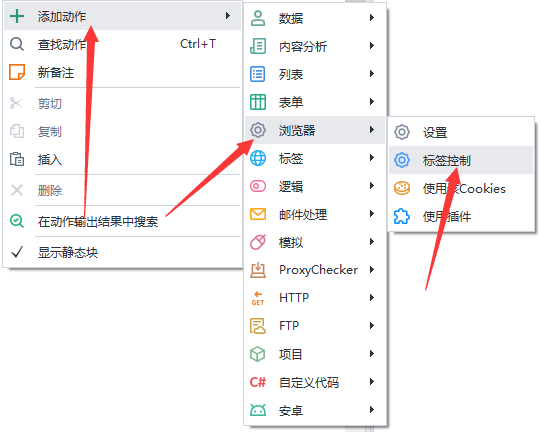 添加动作
查找动作
Ctrl+T
新备注
剪切
复制
插入
删除
在动作输出结果中搜索
显示静态块
数据
内容分析
列表
表单
浏览器
标签
逻辑
邮件处理
模拟
ProxyChecker
HTTP
GET
FTP
项目
C#
自定义代码
安卓
设置
标签控制
Cookies
使用插件